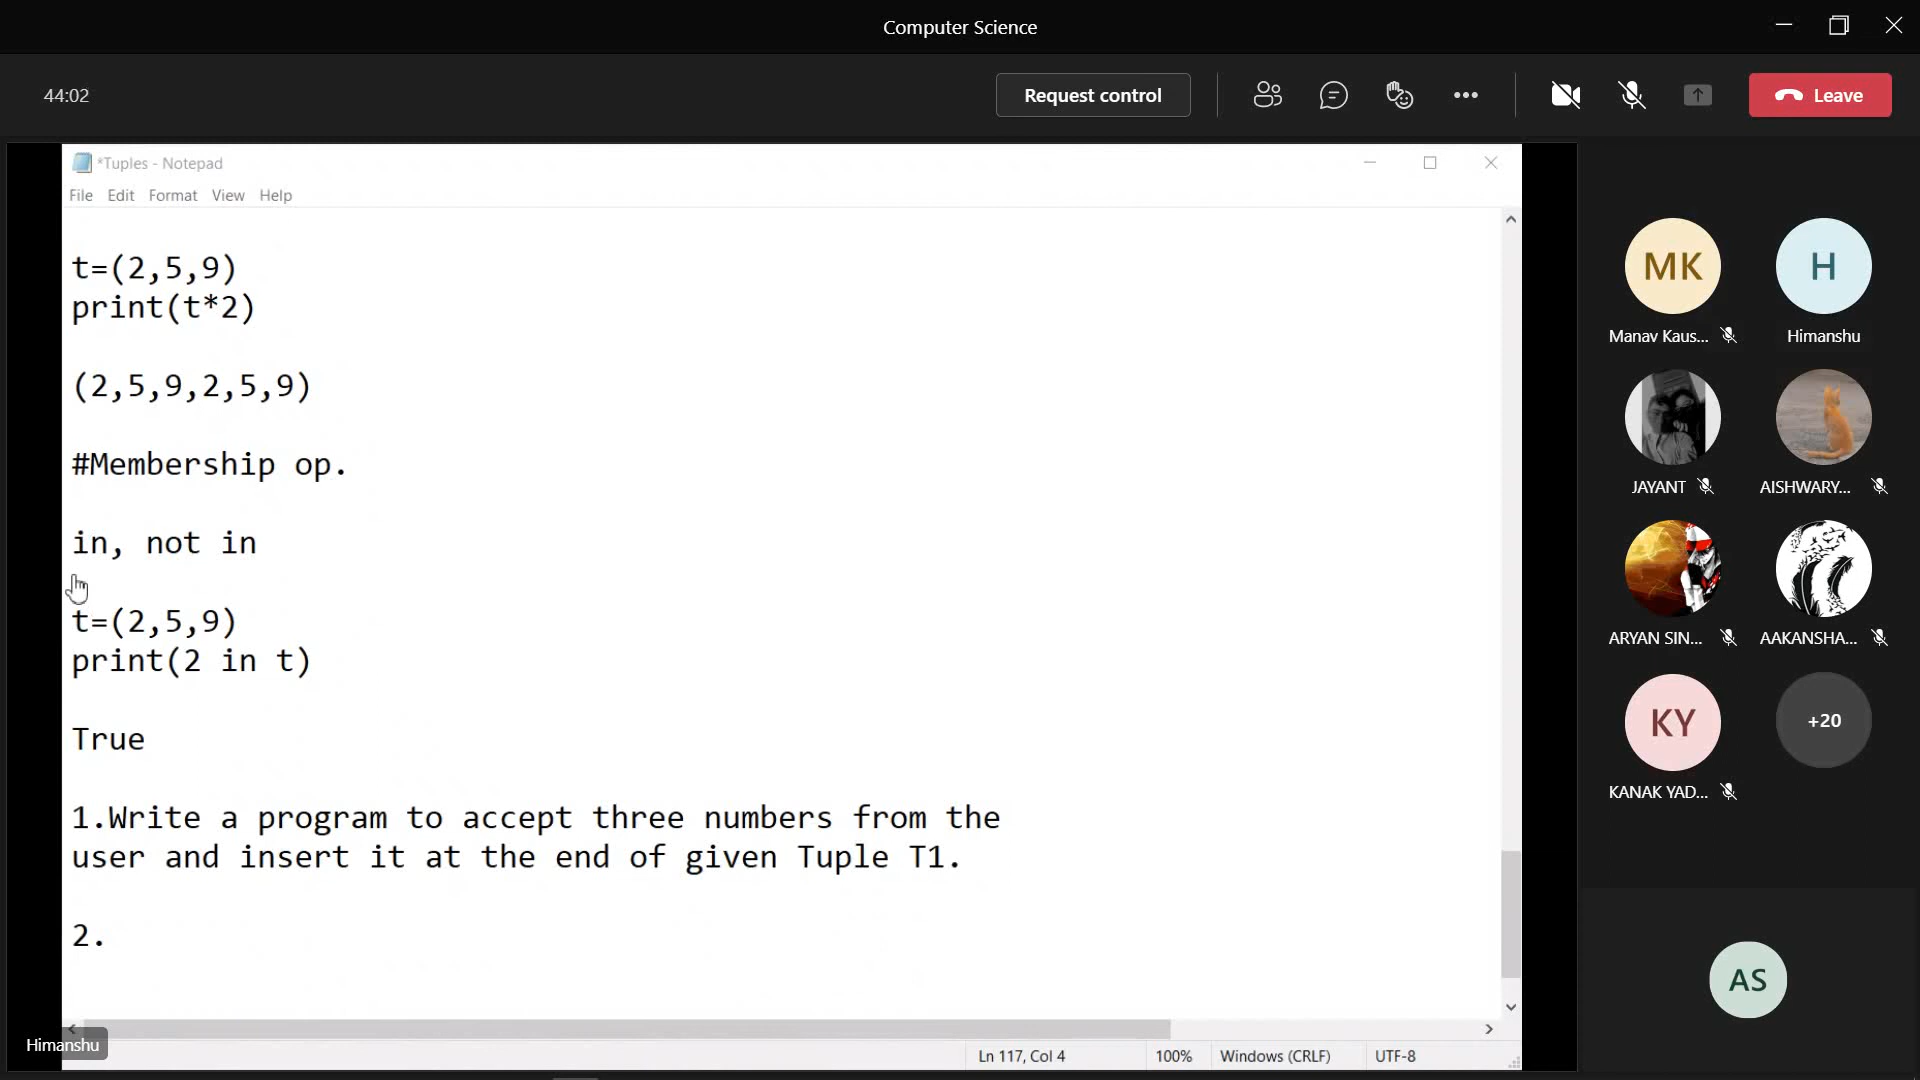 Computer Science
44:02
Request control
Leave
*Tuples - Notepad
File Edit Format View Help
t=(2,5,9)
print(t*2)
(2,5,9,2,5,9)
#Membership op.
in, not in
t=(2,5,9)
print(2 in t)
True
1.Write a program to accept three numbers from the
user and insert it at the end of given Tuple T1.
2.
Ln 117, Col 4
100%
Windows (CRLF)
UTF-8
Himanshu
MK
Manav Kaus...
H
Himanshu
JAYANT
AISHWARY...
ARYAN SIN...
AAKANSHA...
KY
KANAK YAD...
+20
AS